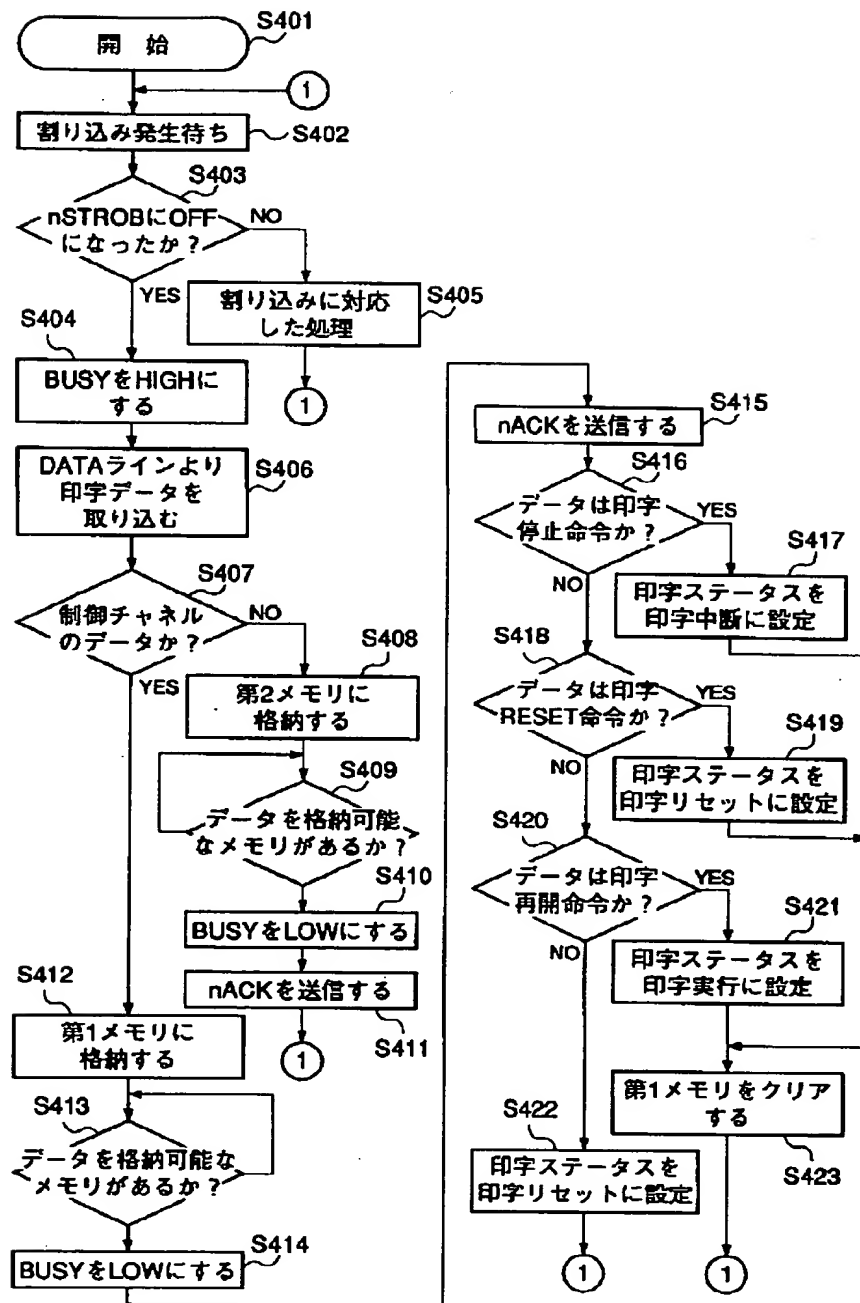 S401
開始
1
割り込み発生待ち
S402
S403
nSTROBにOFF
になったか？
NO
YES
S404
S405
割り込みに対応
した処理
1
BUSYをHIGHに
する
DATAラインより
印字データを
取り込む
S406
S407
制御チャネル
のデータか？
NO
YES
S408
第2メモリに
格納する
S409
データを格納可能
なメモリがあるか？
S410
BUSYをLOWにする
nACKを送信する
S411
1
S412
第1メモリに
格納する
S413
データを格納可能な
メモリがあるか？
S414
BUSYをLOWにする
nACKを送信する
S415
S416
データは印字
停止命令か？
YES
NO
S417
印字ステータスを
印字中断に設定
S418
データは印字
RESET命令か？
YES
NO
S419
印字ステータスを
印字リセットに設定
S420
データは印字
再開命令か？
YES
NO
S421
印字ステータスを
印字実行に設定
第1メモリをクリア
する
S423
S422
印字ステータスを
印字リセットに設定
1
1